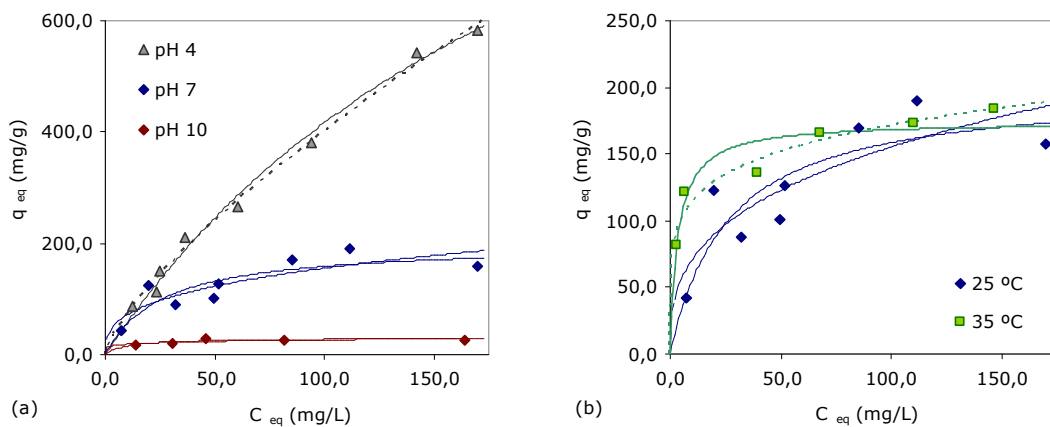 600,0
400,0
200,0
0,0
q eq (mg/g)
pH 4
pH 7
pH 10
0,0 50,0 100,0 150,0
C eq (mg/L)
(a)
250,0
200,0
150,0
100,0
50,0
0,0
q eq (mg/g)
25 ºC
35 ºC
0,0 50,0 100,0 150,0
C eq (mg/L)
(b)